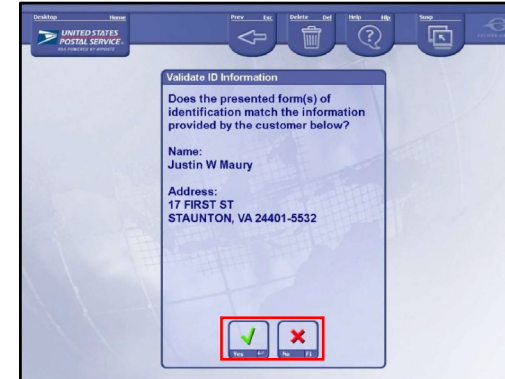 Desktop Home
Prev Esc
Delete Del
Help Hlp
Susp
UNITED STATES
POSTAL SERVICE
Validate ID Information
Does the presented form(s) of
identification match the information
provided by the customer below?
Name:
Justin W Maury
Address:
17 FIRST ST
STAUNTON, VA 24401-5532
Yes
No F1